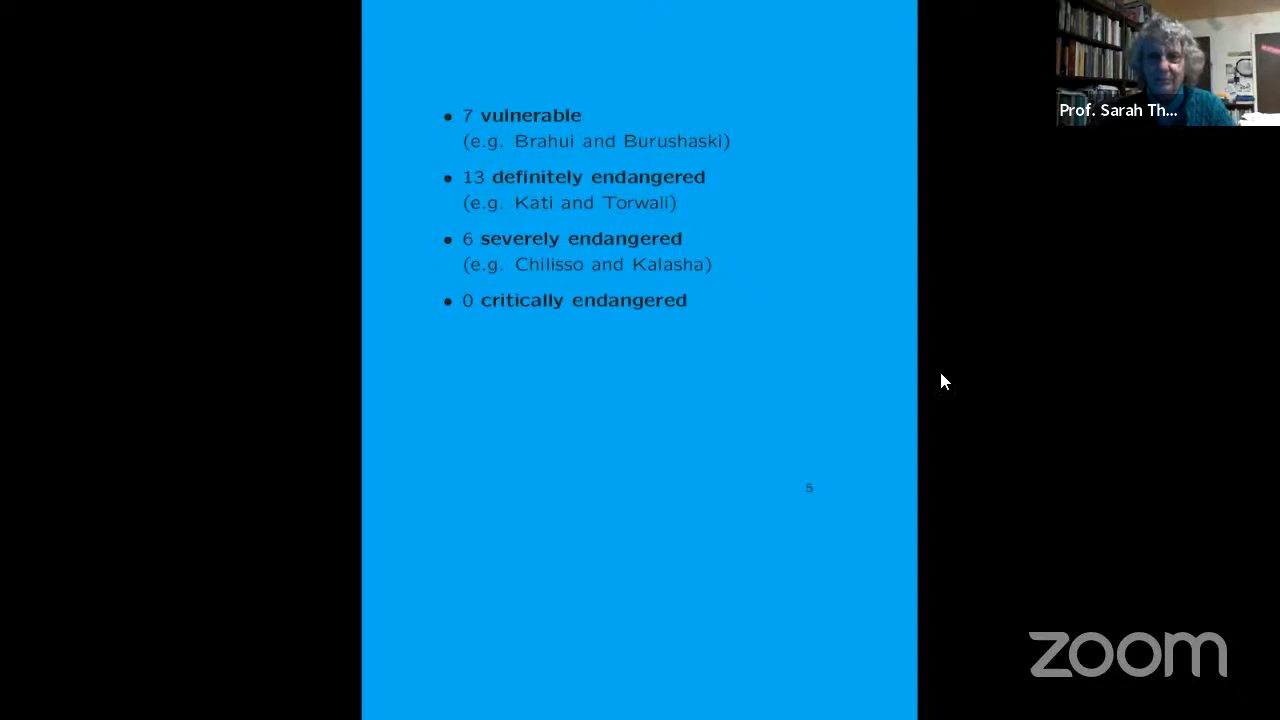 Prof. Sarah Th...
• 7 vulnerable
(e.g. Brahui and Burushaski)
• 13 definitely endangered
(e.g. Kati and Torwali)
• 6 severely endangered
(e.g. Chilisso and Kalasha)
• 0 critically endangered
5
zoom